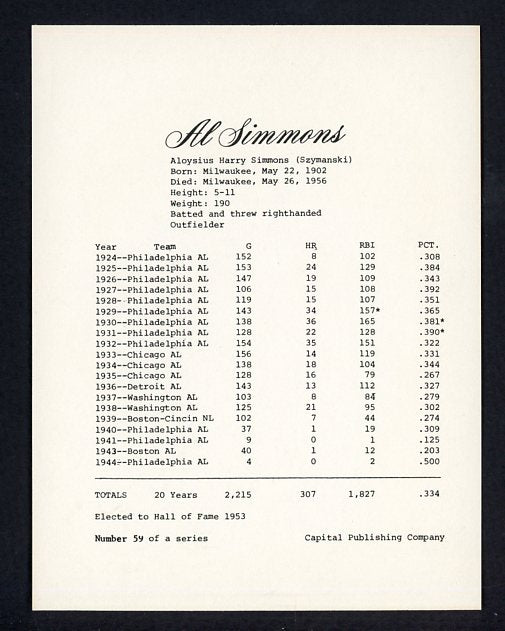 Al Simmons
Aloysius Harry Simmons (Szymanski)
Born: Milwaukee, May 22, 1902
Died: Milwaukee, May 26, 1956
Height: 5-11
Weight: 190
Batted and threw righthanded
Outfielder
Year Team G HR RBI PCT.
1924--Philadelphia AL 152 8 102 .308
1925--Philadelphia AL 153 24 129 .384
1926--Philadelphia AL 147 19 109 .343
1927--Philadelphia AL 106 15 108 .392
1928--Philadelphia AL 119 15 107 .351
1929--Philadelphia AL 143 34 157* .365
1930--Philadelphia AL 138 36 165 .381*
1931--Philadelphia AL 128 22 128 .390*
1932--Philadelphia AL 154 35 151 .322
1933--Chicago AL 156 14 119 .331
1934--Chicago AL 138 18 104 .344
1935--Chicago AL 128 16 79 .267
1936--Detroit AL 143 13 112 .327
1937--Washington AL 103 8 84 .279
1938--Washington AL 125 21 95 .302
1939--Boston-Cincin NL 102 7 44 .274
1940--Philadelphia AL 37 1 19 .309
1941--Philadelphia AL 9 0 1 .125
1943--Boston AL 40 1 12 .203
1944--Philadelphia AL 4 0 2 .500
TOTALS 20 Years 2,215 307 1,827 .334
Elected to Hall of Fame 1953
Number 59 of a series Capital Publishing Company